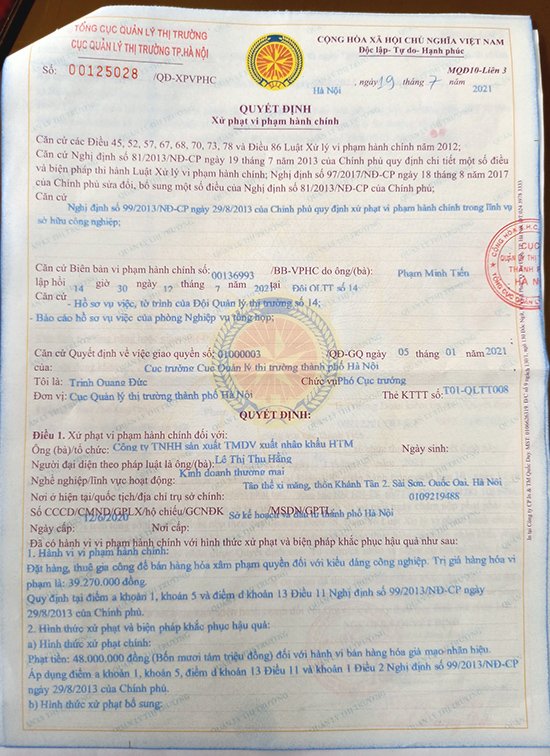 TỔNG CỤC QUẢN LÝ THỊ TRƯỜNG
CỤC QUẢN LÝ THỊ TRƯỜNG TP.HÀ NỘI
Số: 00125028 /QĐ-XPVPHC
CỘNG HÒA XÃ HỘI CHỦ NGHĨA VIỆT NAM
Độc lập- Tự do- Hạnh phúc
MQĐ10-Liên 3
Hà Nội , ngày 19 tháng 7 năm 2021
QUYẾT ĐỊNH
Xử phạt vi phạm hành chính
Căn cứ các Điều 45, 52, 57, 67, 68, 70, 73, 78 và Điều 86 Luật Xử lý vi phạm hành chính năm 2012;
Căn cứ Nghị định số 81/2013/NĐ-CP ngày 19 tháng 7 năm 2013 của Chính phủ quy định chi tiết một số điều
và biện pháp thi hành Luật Xử lý vi phạm hành chính; Nghị định số 97/2017/NĐ-CP ngày 18 tháng 8 năm 2017
của Chính phủ sửa đổi, bổ sung một số điều của Nghị định số 81/2013/NĐ-CP của Chính phủ;
Căn cứ
Nghị định số 99/2013/NĐ-CP ngày 29/8/2013 của Chính phủ quy định xử phạt vi phạm hành chính trong lĩnh vự
sở hữu công nghiệp;
Căn cứ Biên bản vi phạm hành chính số: 00136993 /BB-VPHC do ông(bà): Phạm Minh Tiến
lập hồi 14 giờ 30 ngày 12 tháng 7 năm 2021 Đội QLTT số 14
Căn cứ
- Hồ sơ vụ việc, tờ trình của Đội Quản lý thị trường số 14;
- Báo cáo hồ sơ vụ việc của phòng Nghiệp vụ tổng hợp;
Căn cứ Quyết định về việc giao quyền số: 01000003 /QĐ-GQ ngày 05 tháng 01 năm 2021
của: Cục trưởng Cục Quản lý thị trường thành phố Hà Nội
Tôi là: Trịnh Quang Đức Chức vụ: Phó Cục trưởng
Đơn vị: Cục Quản lý thị trường thành phố Hà Nội Thẻ KTTT số: T01-QLTT008
QUYẾT ĐỊNH:
Điều 1. Xử phạt vi phạm hành chính đối với:
Ông (bà)/tổ chức: Công ty TNHH sản xuất TMDV xuất nhân khẩu HTM Ngày sinh:
Người đại diện theo pháp luật là ông/(bà): Lê Thị Thu Hằng
Nghề nghiệp/lĩnh vực hoạt động: Kinh doanh thương mại
Nơi ở hiện tại/quốc tịch/địa chỉ trụ sở chính: Tân thế xi măng, thôn Khánh Tân 2. Sài Sơn. Quốc Oai. Hà Nội
Số CCCD/CMND/GPLX/hộ chiếu/GCNĐK /MSDN/GPTL: 0109219488
Ngày cấp: 12/6/2020 Nơi cấp: Sở kế hoạch và đầu tư thành phố Hà Nội
Đã có hành vi vi phạm hành chính với hình thức xử phạt và biện pháp khắc phục hậu quả như sau:
1. Hành vi vi phạm hành chính:
Đặt hàng, thuê gia công để bán hàng hóa xâm phạm quyền đối với kiểu dáng công nghiệp. Trị giá hàng hóa vi
phạm là: 39.270.000 đồng.
Quy định tại điểm a khoản 1, khoản 5 và điểm d khoản 13 Điều 11 Nghị định số 99/2013/NĐ-CP ngày
29/8/2013 của Chính phủ.
2. Hình thức xử phạt và biện pháp khắc phục hậu quả:
a) Hình thức xử phạt chính:
Phạt tiền: 48.000.000 đồng (Bốn mươi tám triệu đồng) đối với hành vi bán hàng hóa giả mạo nhãn hiệu.
Áp dụng điểm a khoản 1, khoản 5, điểm d khoản 13 Điều 11 và khoản 1 Điều 2 Nghị định số 99/2013/NĐ-CP
ngày 29/8/2013 của Chính phủ.
b) Hình thức xử phạt bổ sung: